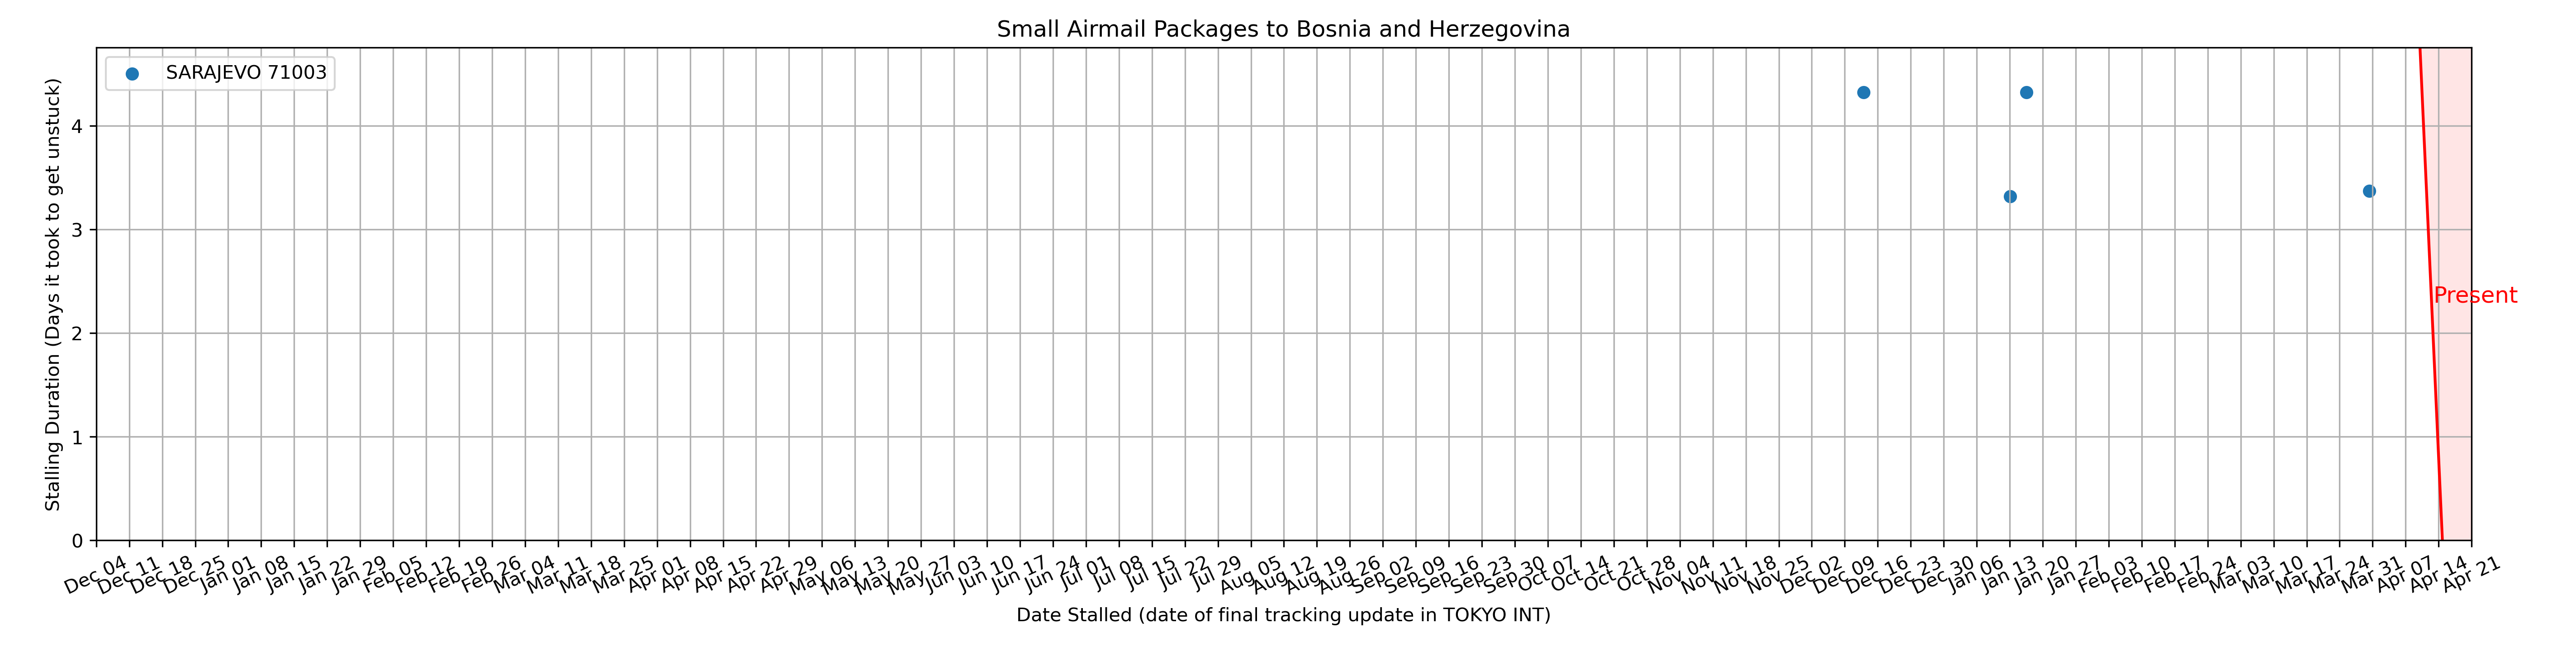 Small Airmail Packages to Bosnia and Herzegovina
SARAJEVO 71003
Stalling Duration (Days it took to get unstuck)
4
3
2
1
0
Present
Dec 04 Dec 11 Dec 18 Dec 25 Jan 01 Jan 08 Jan 15 Jan 22 Jan 29 Feb 05 Feb 12 Feb 19 Feb 26 Mar 04 Mar 11 Mar 18 Mar 25 Apr 01 Apr 08 Apr 15 Apr 22 Apr 29 May 06 May 13 May 20 May 27 Jun 03 Jun 10 Jun 17 Jun 24 Jul 01 Jul 08 Jul 15 Jul 22 Jul 29 Aug 05 Aug 12 Aug 19 Aug 26 Sep 02 Sep 09 Sep 16 Sep 23 Sep 30 Oct 07 Oct 14 Oct 21 Oct 28 Nov 04 Nov 11 Nov 18 Nov 25 Dec 02 Dec 09 Dec 16 Dec 23 Dec 30 Jan 06 Jan 13 Jan 20 Jan 27 Feb 03 Feb 10 Feb 17 Feb 24 Mar 03 Mar 10 Mar 17 Mar 24 Mar 31 Apr 07 Apr 14 Apr 21
Date Stalled (date of final tracking update in TOKYO INT)